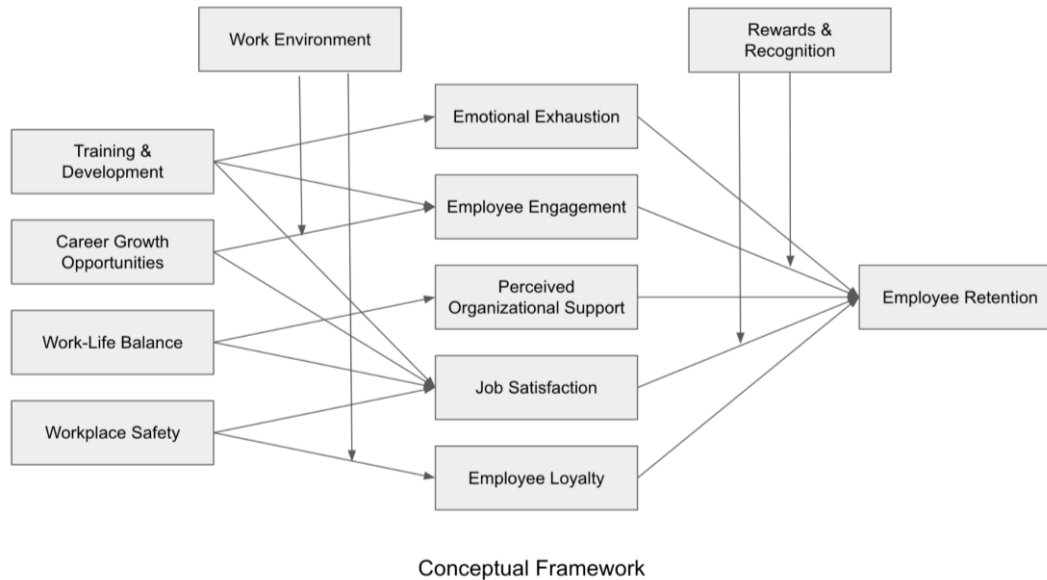 Work Environment
Rewards &
Recognition
Training &
Development
Career Growth
Opportunities
Work-Life Balance
Workplace Safety
Emotional Exhaustion
Employee Engagement
Perceived
Organizational Support
Job Satisfaction
Employee Loyalty
Employee Retention
Conceptual Framework